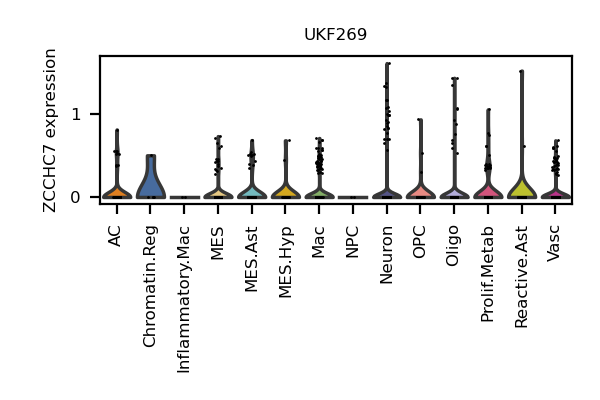 UKF269
ZCCHC7 expression
1
0
AC
Chromatin.Reg
Inflammatory.Mac
MES
MES.Ast
MES.Hyp
Mac
NPC
Neuron
OPC
Oligo
Prolif.Metab
Reactive.Ast
Vasc